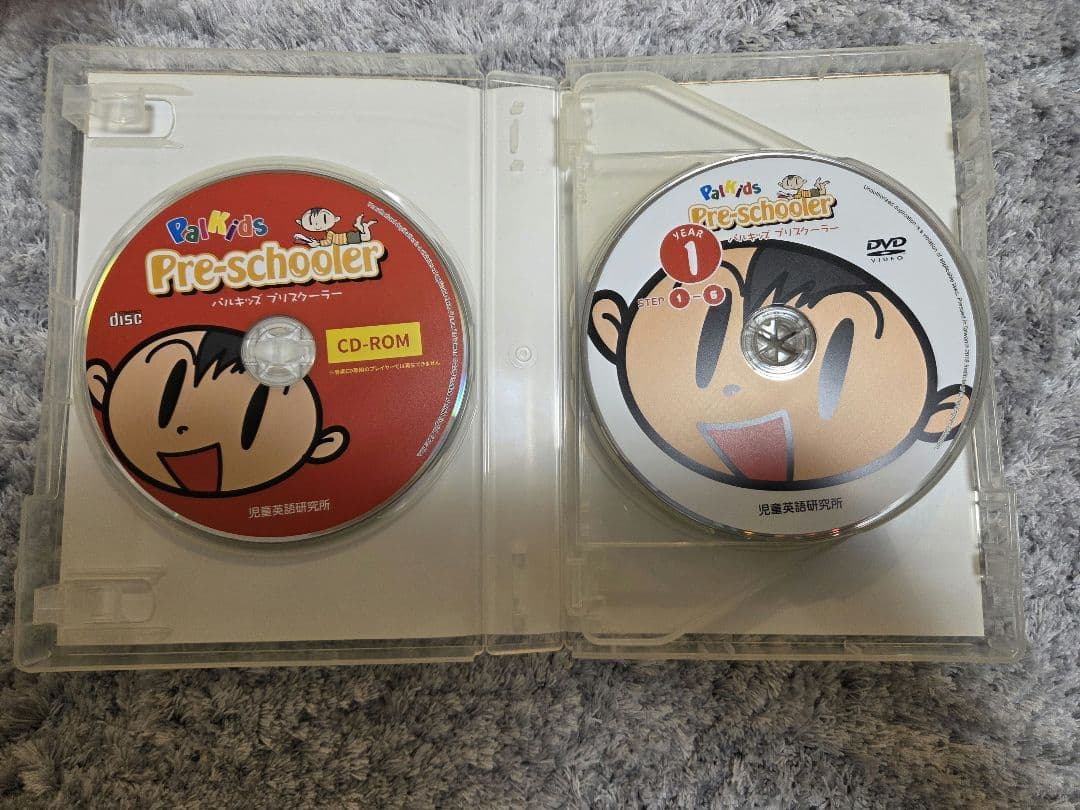 PalKids
Pre-schooler
パルキッズ プリスクーラー
disc
CD-ROM
児童英語研究所
PalKids
Pre-schooler
パルキッズ プリスクーラー
YEAR
1
STEP 1 - 6
DVD
VIDEO
児童英語研究所